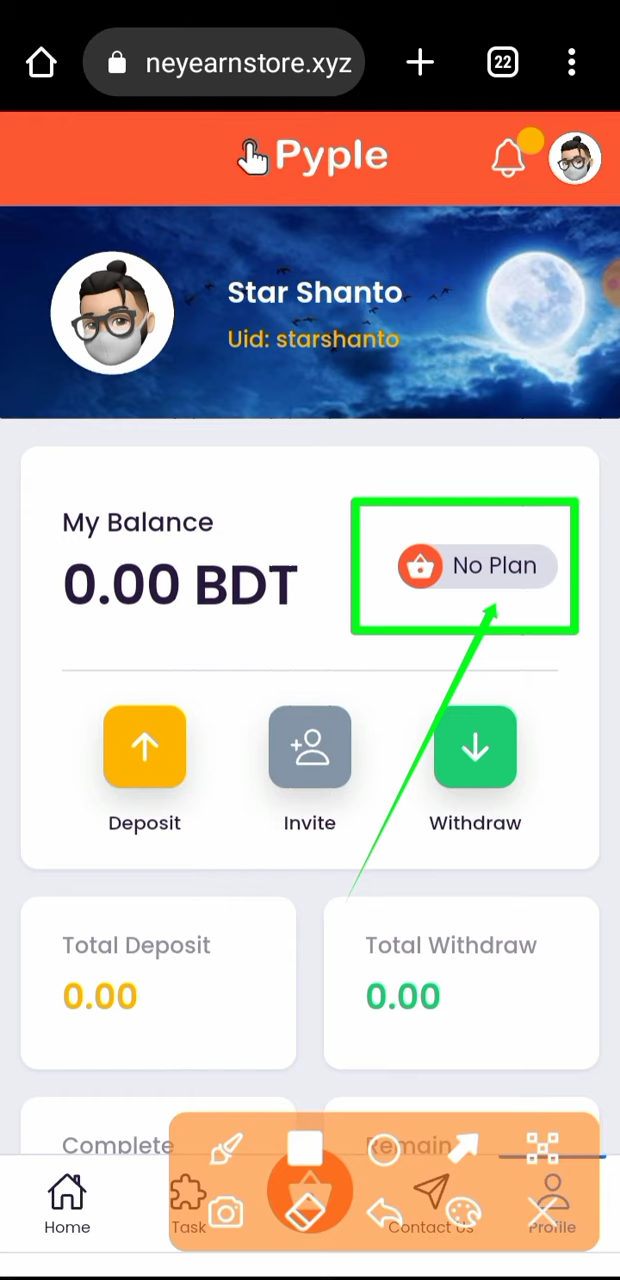 neyearnstore.xyz
22
Pyple
Star Shanto
Uid: starshanto
My Balance
0.00 BDT
No Plan
Deposit
Invite
Withdraw
Total Deposit
Total Withdraw
0.00
0.00
Complete
Remain
Home
Task
Contact Us
Profile